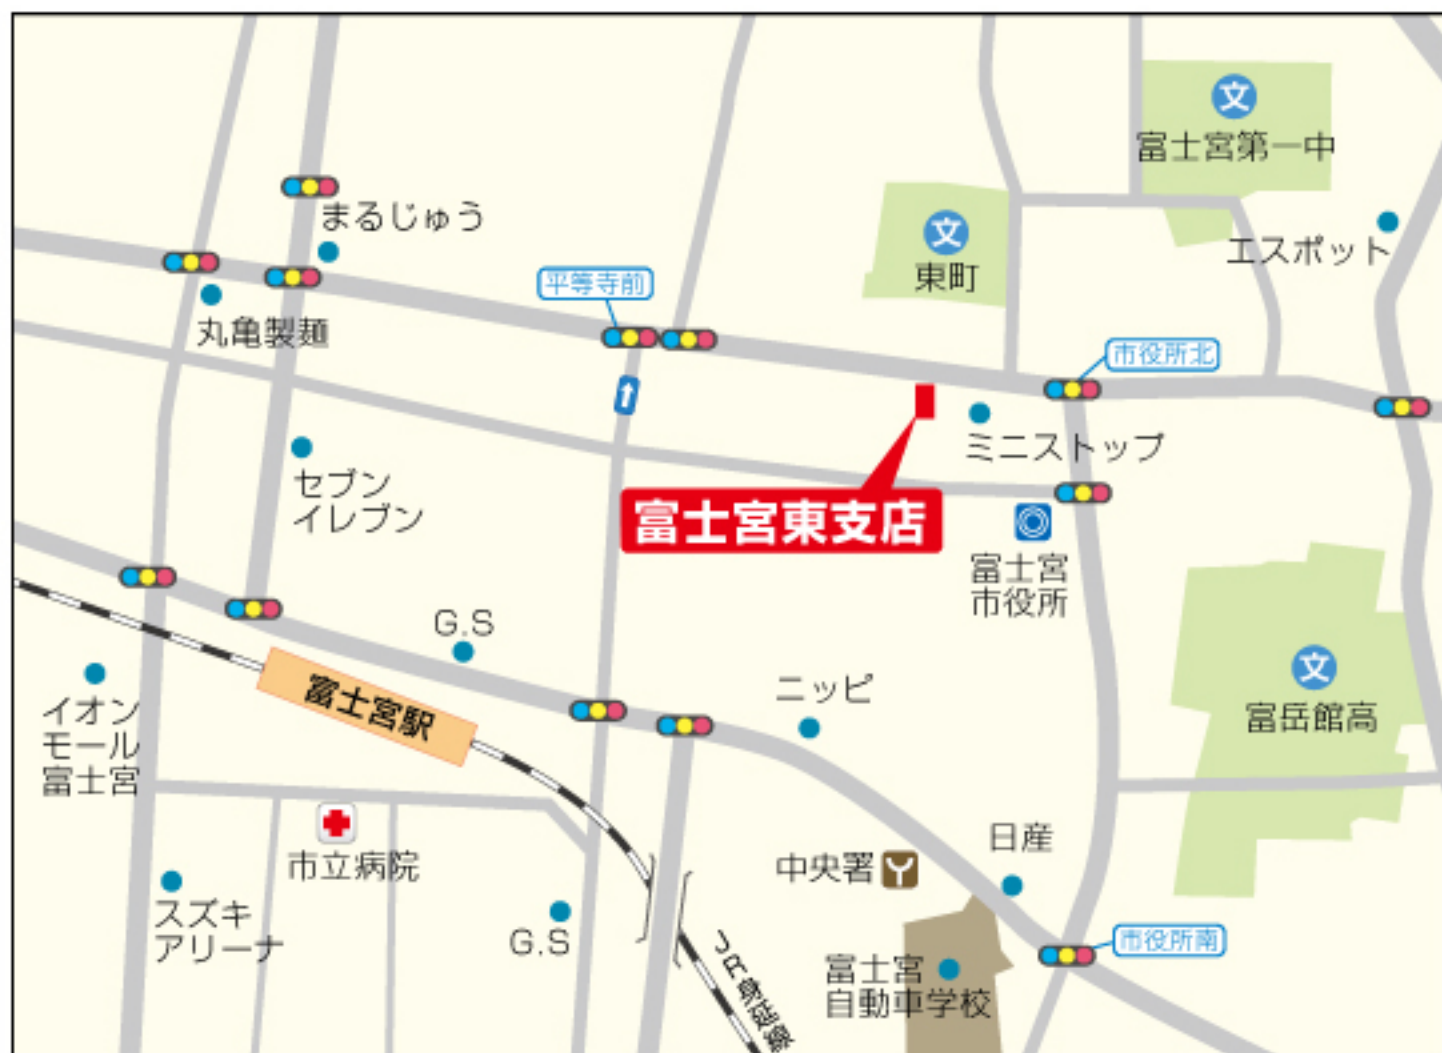 文
富士宮第一中
まるじゅう
文
東町
エスポット
平等寺前
丸亀製麺
市役所北
ミニストップ
セブン
イレブン
富士宮東支店
富士宮
市役所
G.S
文
富岳館高
富士宮駅
ニッピ
イオン
モール
富士宮
市立病院
日産
中央署
スズキ
アリーナ
G.S
市役所南
富士宮
自動車学校
JR身延線